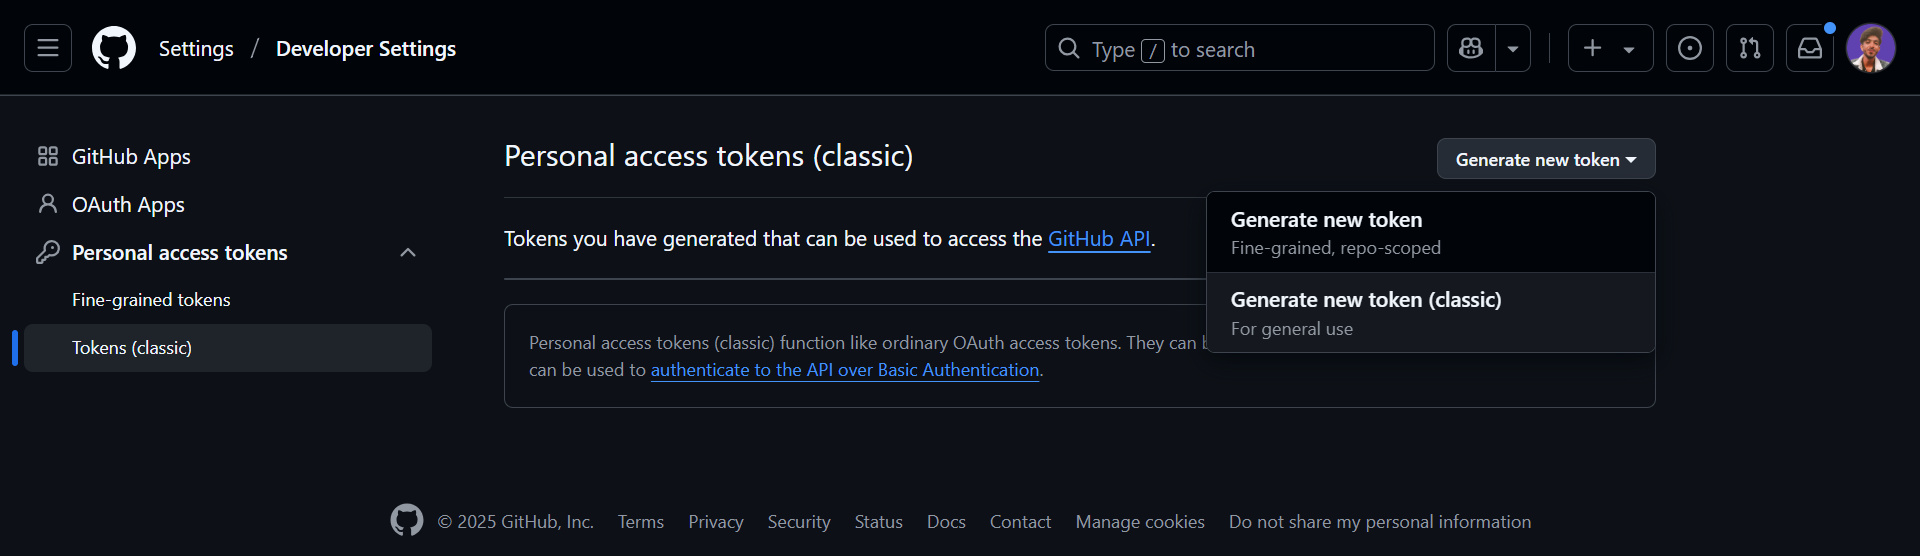 Settings / Developer Settings
Type / to search
GitHub Apps
OAuth Apps
Personal access tokens
Fine-grained tokens
Tokens (classic)
Personal access tokens (classic)
Generate new token
Generate new token
Fine-grained, repo-scoped
Generate new token (classic)
For general use
Tokens you have generated that can be used to access the GitHub API.
Personal access tokens (classic) function like ordinary OAuth access tokens. They can
can be used to authenticate to the API over Basic Authentication.
© 2025 GitHub, Inc. Terms Privacy Security Status Docs Contact Manage cookies Do not share my personal information